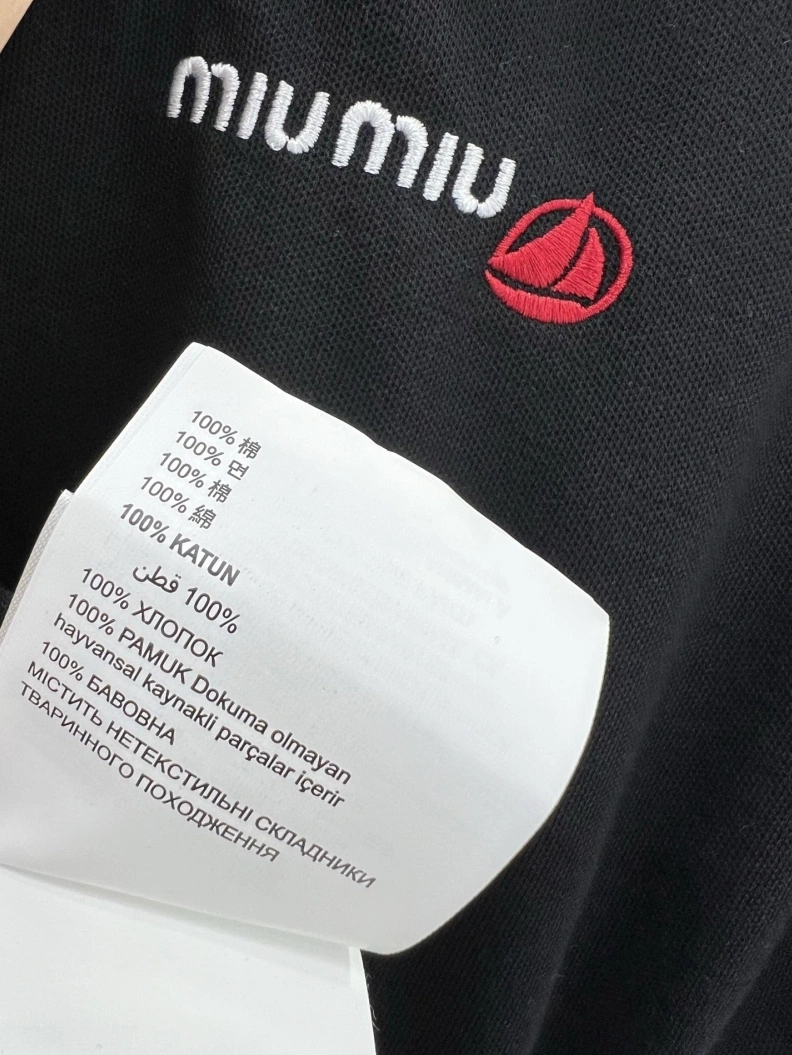 miu miu
100% 棉
100% 면
100% 棉
100% 綿
100% KATUN
100% قطن
100% ХЛОПОК
100% PAMUK Dokuma olmayan
hayvansal kaynakli parçalar içerir
100% БАВОВНА
МІСТИТЬ НЕТЕКСТИЛЬНІ СКЛАДНИКИ
ТВАРИННОГО ПОХОДЖЕННЯ